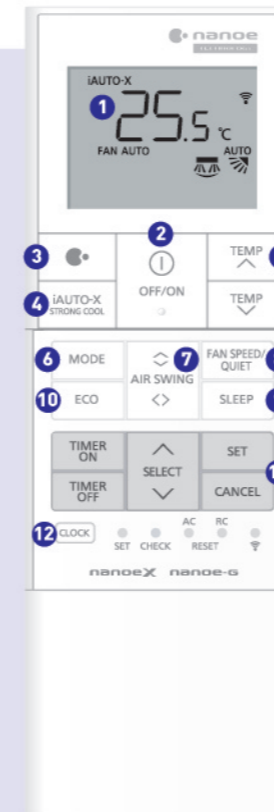 nanoe
iAUTO-X
1
25.5 °C
FAN AUTO
AUTO
2
3
OFF/ON
TEMP
4
iAUTO-X
STRONG COOL
TEMP
6 MODE
7
AIR SWING
FAN SPEED/
QUIET
10 ECO
SLEEP
TIMER
ON
SELECT
SET
TIMER
OFF
CANCEL
12 CLOCK
AC RC
SET CHECK RESET
nanoeX nanoe-G